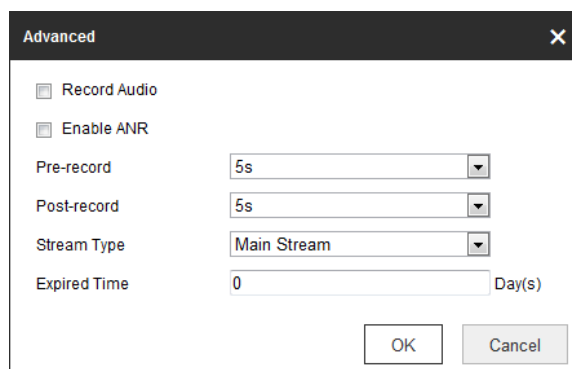 Advanced
Record Audio
Enable ANR
Pre-record 5s
Post-record 5s
Stream Type Main Stream
Expired Time 0 Day(s)
OK Cancel